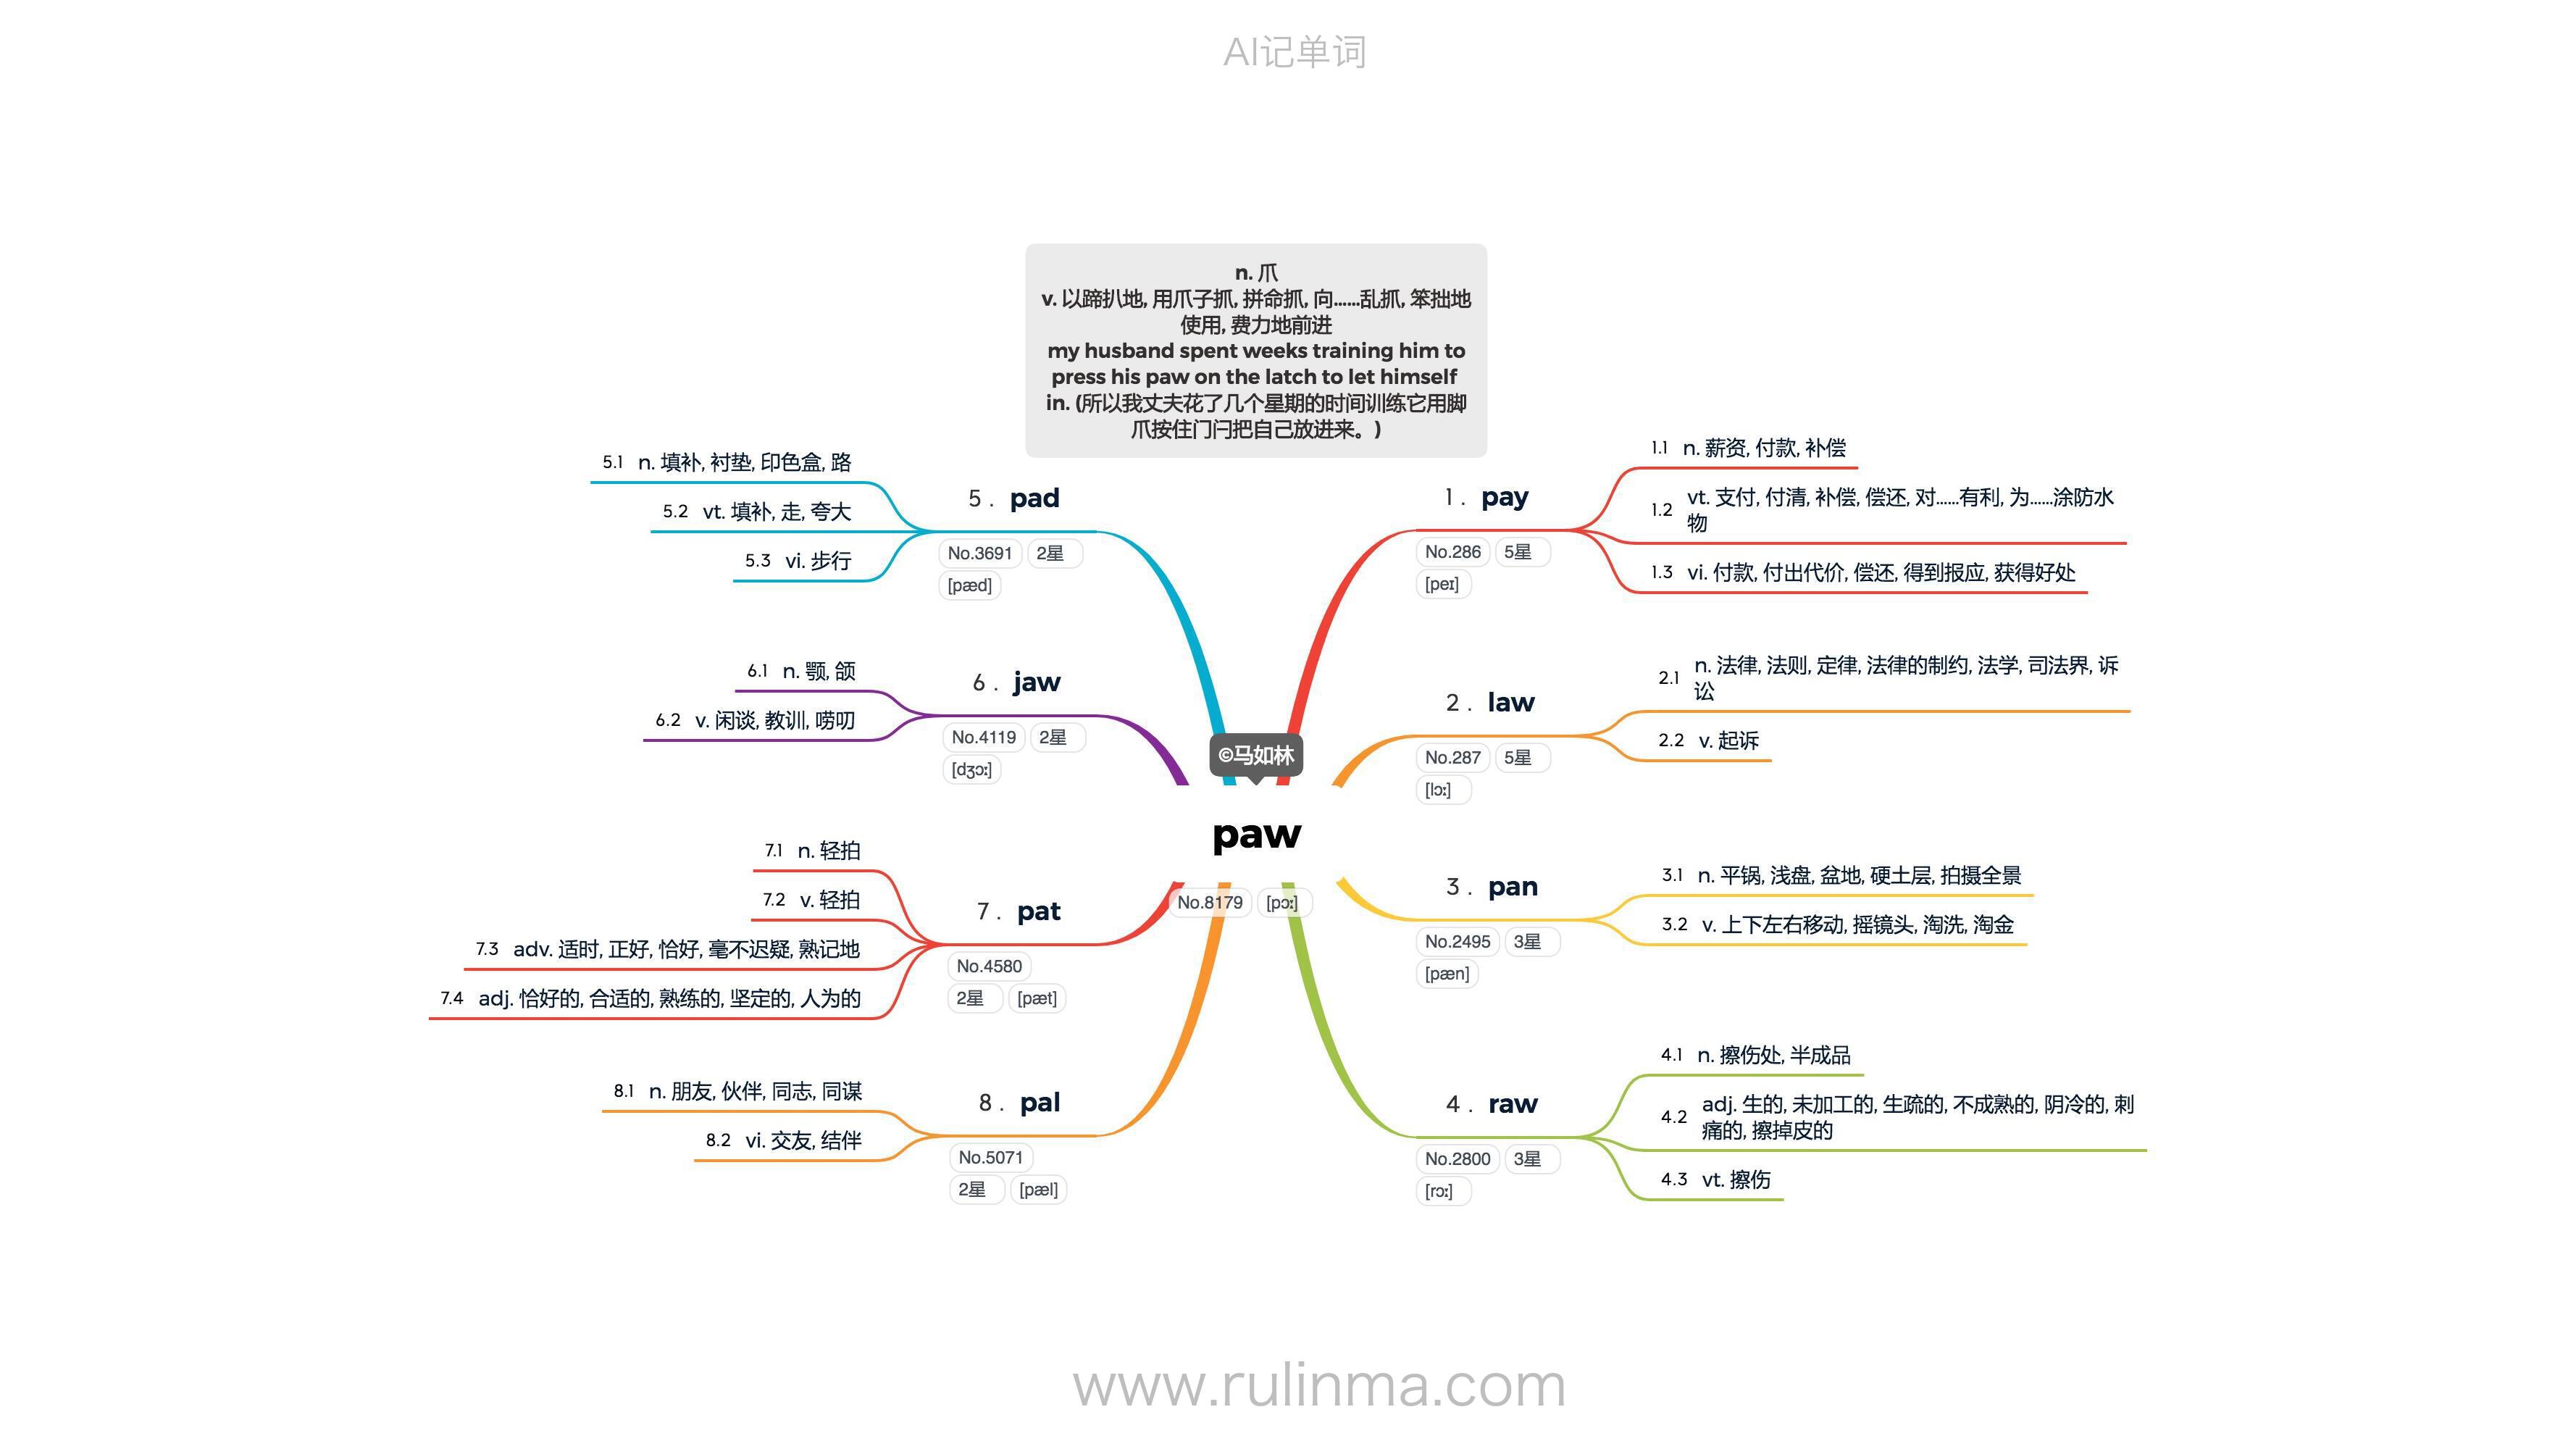 AI记单词
n. 爪
v. 以蹄扒地, 用爪子抓, 拼命抓, 向……乱抓, 笨拙地
使用, 费力地前进
my husband spent weeks training him to
press his paw on the latch to let himself
in. (所以我丈夫花了几个星期的时间训练它用脚
爪按住门闩把自己放进来。)
©马如林
paw
No.8179 [pɔː]
1. pay
No.286 5星
[peɪ]
1.1 n. 薪资, 付款, 补偿
1.2 vt. 支付, 付清, 补偿, 偿还, 对……有利, 为……涂防水
物
1.3 vi. 付款, 付出代价, 偿还, 得到报应, 获得好处
2. law
No.287 5星
[lɔː]
2.1 n. 法律, 法则, 定律, 法律的制约, 法学, 司法界, 诉
讼
2.2 v. 起诉
3. pan
No.2495 3星
[pæn]
3.1 n. 平锅, 浅盘, 盆地, 硬土层, 拍摄全景
3.2 v. 上下左右移动, 摇镜头, 淘洗, 淘金
4. raw
No.2800 3星
[rɔː]
4.1 n. 擦伤处, 半成品
4.2 adj. 生的, 未加工的, 生疏的, 不成熟的, 阴冷的, 刺
痛的, 擦掉皮的
4.3 vt. 擦伤
5. pad
No.3691 2星
[pæd]
5.1 n. 填补, 衬垫, 印色盒, 路
5.2 vt. 填补, 走, 夸大
5.3 vi. 步行
6. jaw
No.4119 2星
[dʒɔː]
6.1 n. 颚, 颌
6.2 v. 闲谈, 教训, 唠叨
7. pat
No.4580
2星 [pæt]
7.1 n. 轻拍
7.2 v. 轻拍
7.3 adv. 适时, 正好, 恰好, 毫不迟疑, 熟记地
7.4 adj. 恰好的, 合适的, 熟练的, 坚定的, 人为的
8. pal
No.5071
2星 [pæl]
8.1 n. 朋友, 伙伴, 同志, 同谋
8.2 vi. 交友, 结伴
www.rulinma.com